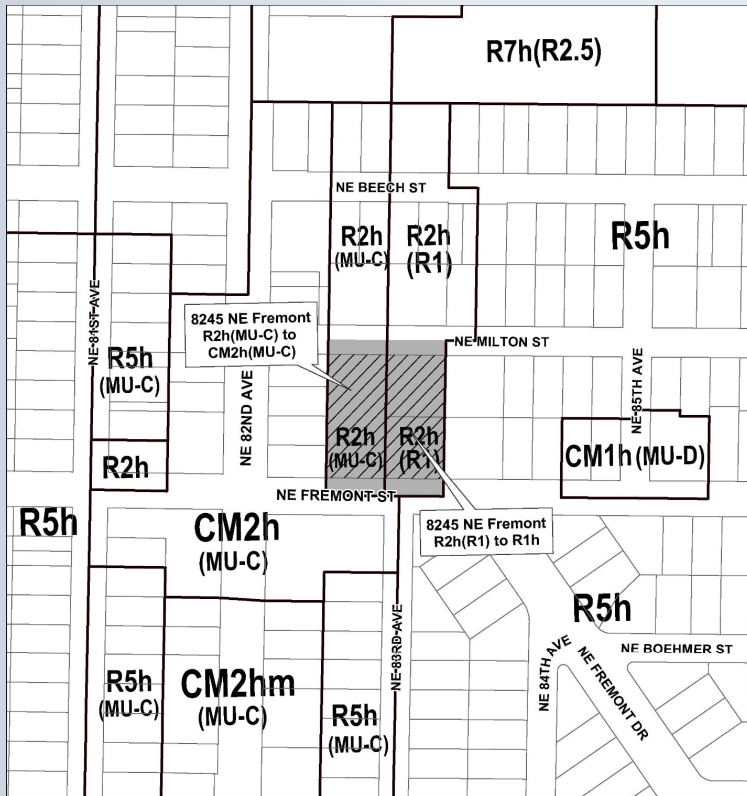 R7h(R2.5)
NE BEECH ST
R2h
(MU-C)
R2h
(R1)
R5h
NE 81ST AVE
8245 NE Fremont
R2h(MU-C) to
CM2h(MU-C)
NE MILTON ST
R5h
(MU-C)
NE 82ND AVE
NE 85TH AVE
R2h
(MU-C)
R2h
(R1)
CM1h (MU-D)
R2h
NE FREMONT ST
R5h
CM2h
(MU-C)
8245 NE Fremont
R2h(R1) to R1h
R5h
NE 83RD AVE
NE 84TH AVE
NE BOEHMER ST
NE FREMONT DR
R5h
(MU-C)
CM2hm
(MU-C)
R5h
(MU-C)